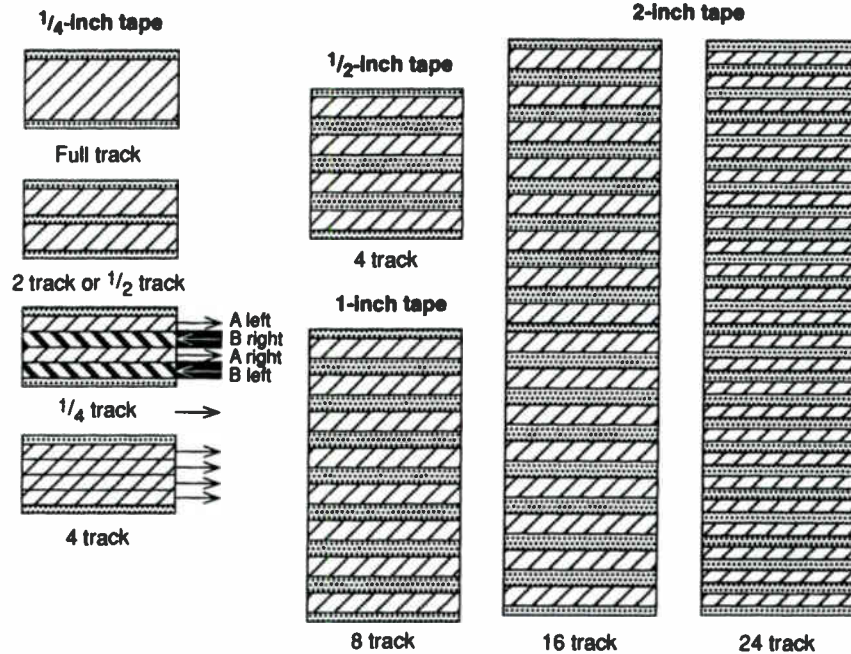 1/4-inch tape
Full track
2 track or 1/2 track
A left
B right
A right
B left
1/4 track
4 track
1/2-inch tape
4 track
1-inch tape
8 track
2-inch tape
16 track
24 track